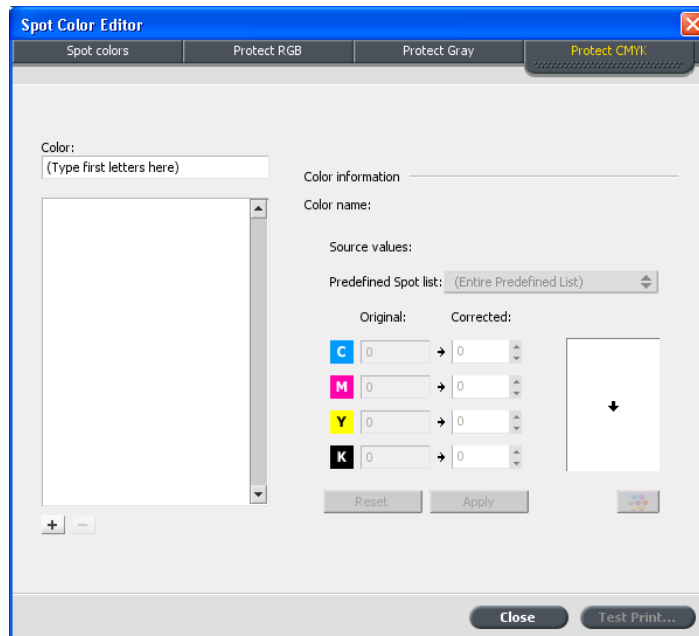 Spot Color Editor
Spot colors Protect RGB Protect Gray Protect CMYK
Color:
(Type first letters here)
Color information
Color name:
Source values:
Predefined Spot list: (Entire Predefined List)
Original: Corrected:
C 0 0
M 0 0
Y 0 0
K 0 0
Reset Apply
Close Test Print...